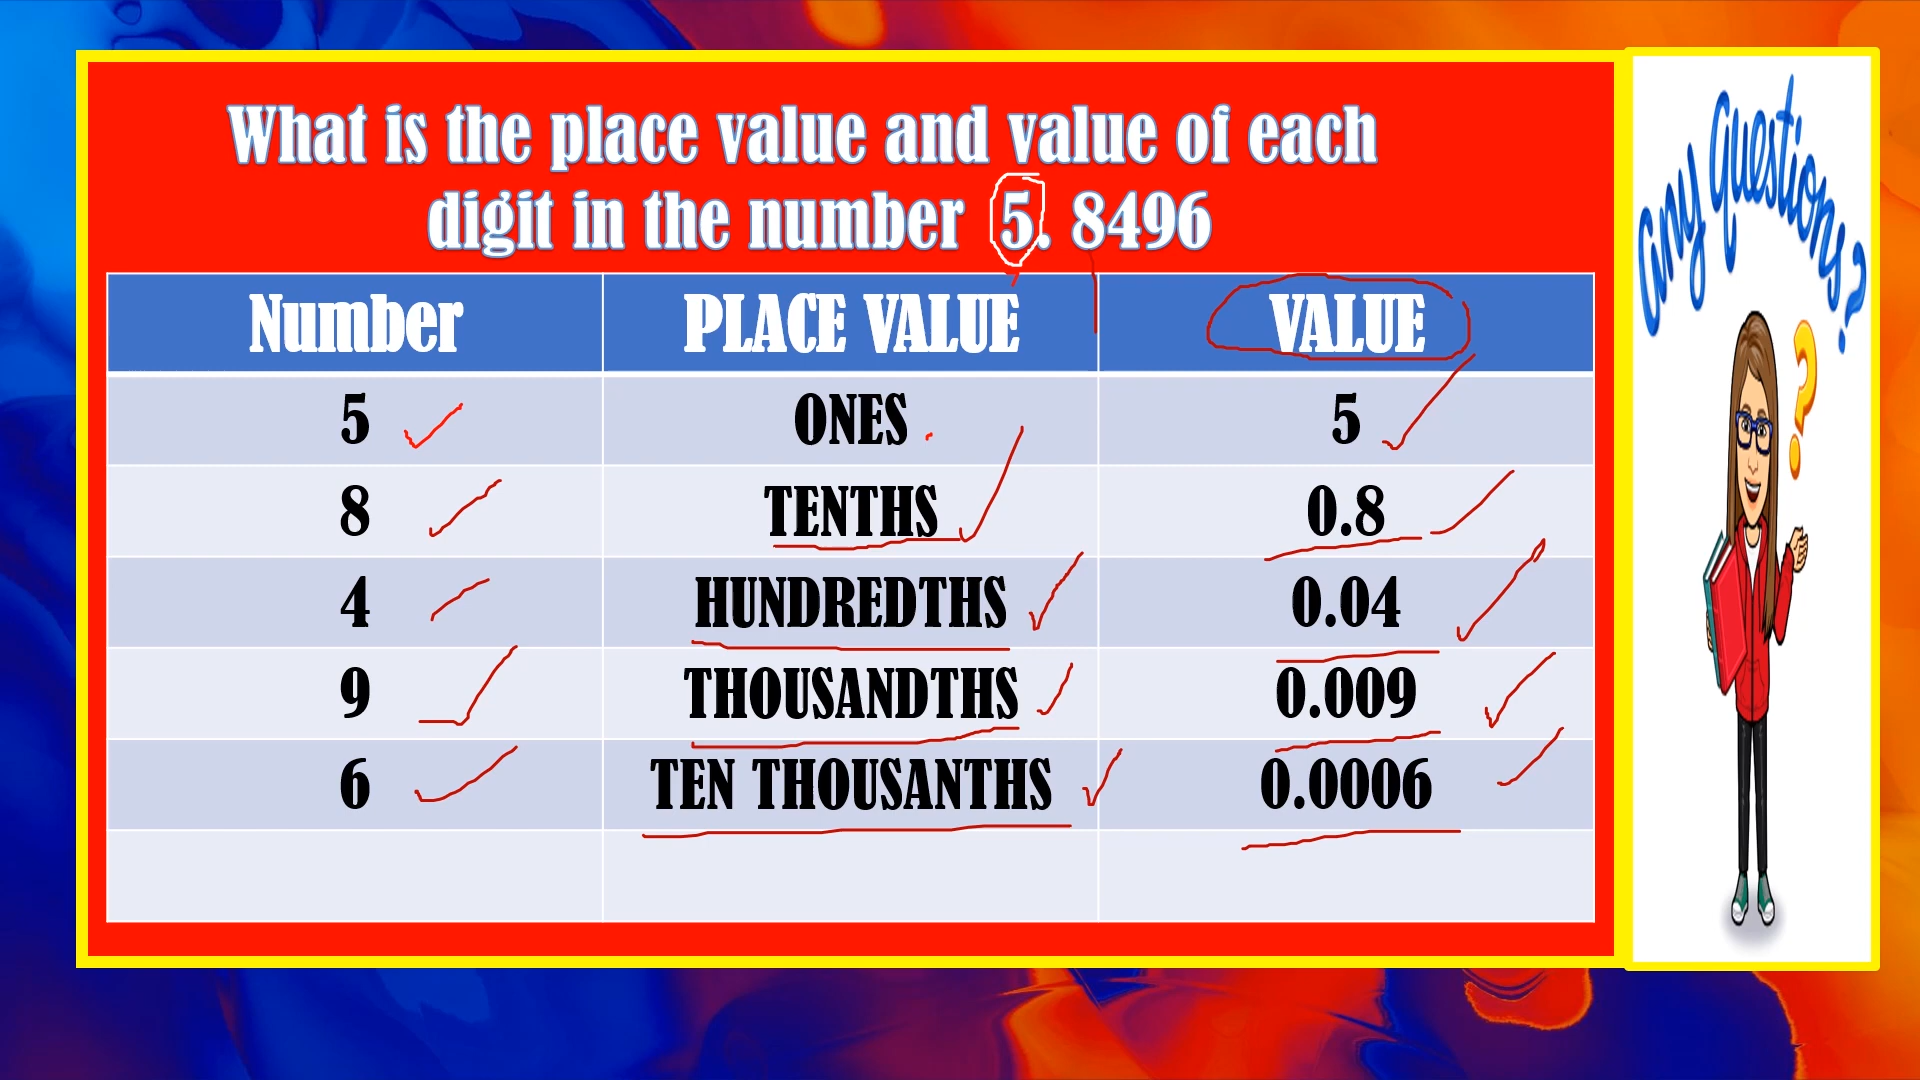 What is the place value and value of each
digit in the number 5. 8496
Number PLACE VALUE VALUE
5 ONES 5
8 TENTHS 0.8
4 HUNDREDTHS 0.04
9 THOUSANDTHS 0.009
6 TEN THOUSANTHS 0.0006
any Questions?
?